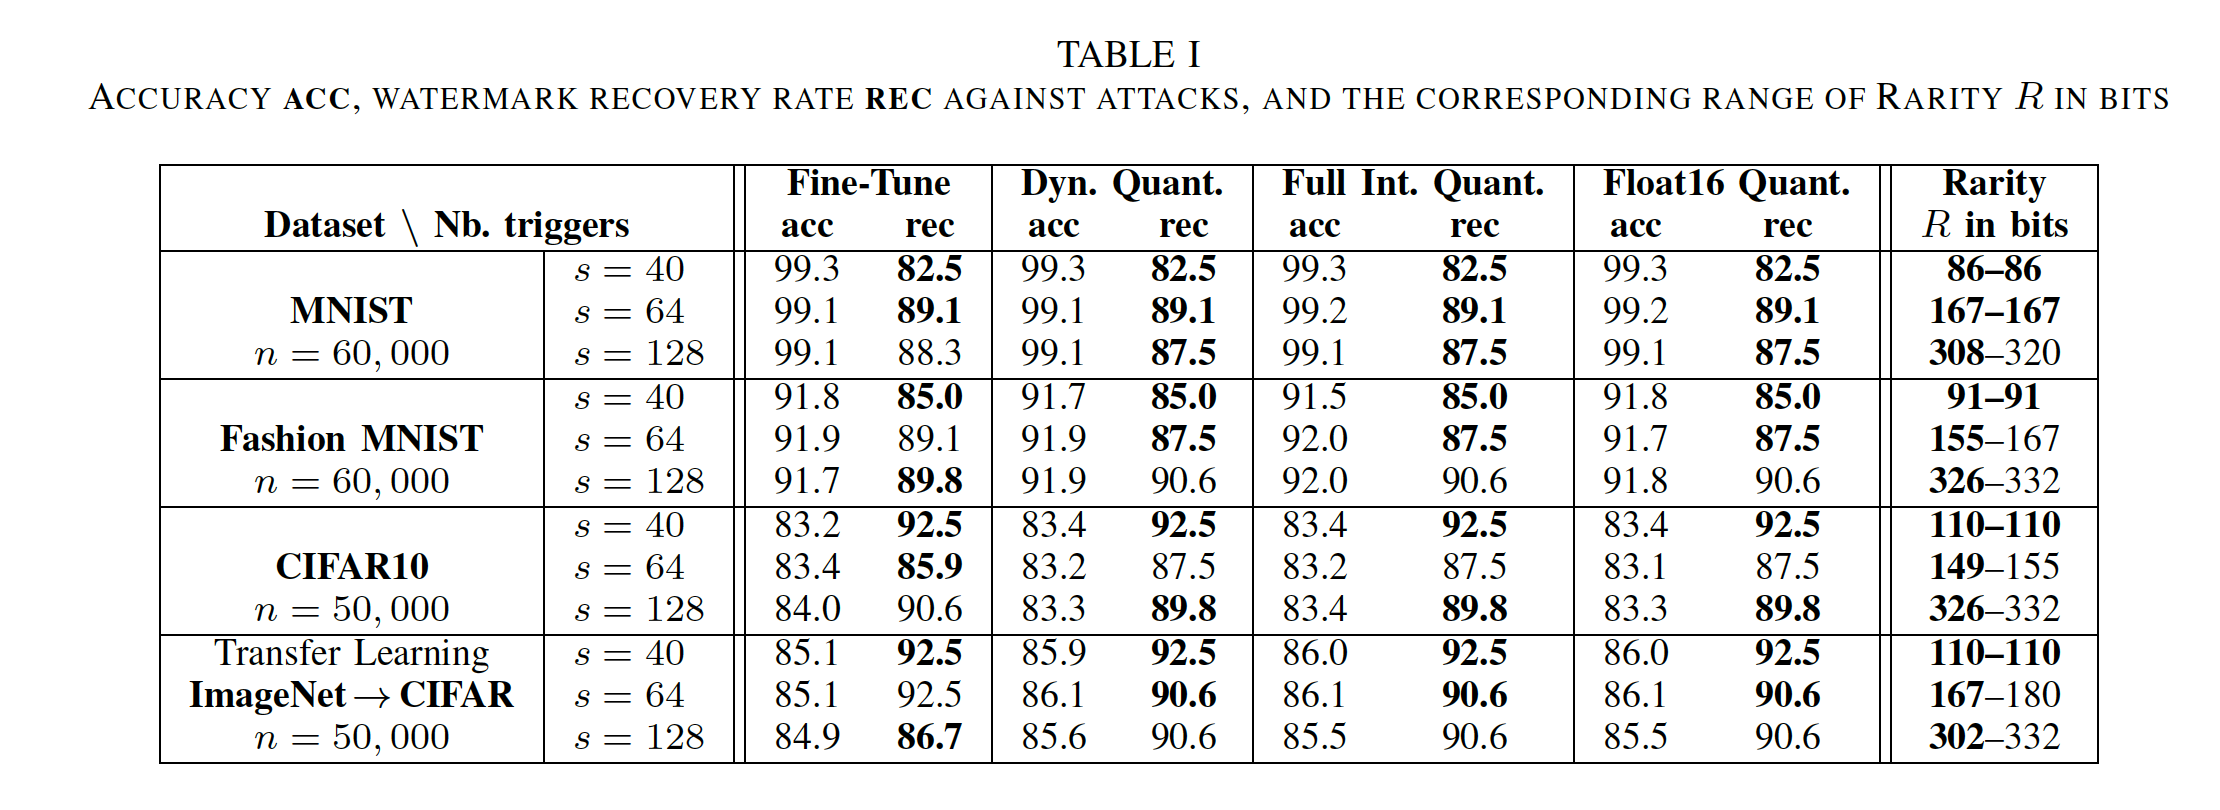 TABLE I
ACCURACY ACC, WATERMARK RECOVERY RATE REC AGAINST ATTACKS, AND THE CORRESPONDING RANGE OF RARITY R IN BITS
Fine-Tune Dyn. Quant. Full Int. Quant. Float16 Quant. Rarity
Dataset \ Nb. triggers acc rec acc rec acc rec acc rec R in bits
s = 40 99.3 82.5 99.3 82.5 99.3 82.5 99.3 82.5 86–86
MNIST s = 64 99.1 89.1 99.1 89.1 99.2 89.1 99.2 89.1 167–167
n = 60,000 s = 128 99.1 88.3 99.1 87.5 99.1 87.5 99.1 87.5 308–320
s = 40 91.8 85.0 91.7 85.0 91.5 85.0 91.8 85.0 91–91
Fashion MNIST s = 64 91.9 89.1 91.9 87.5 92.0 87.5 91.7 87.5 155–167
n = 60,000 s = 128 91.7 89.8 91.9 90.6 92.0 90.6 91.8 90.6 326–332
s = 40 83.2 92.5 83.4 92.5 83.4 92.5 83.4 92.5 110–110
CIFAR10 s = 64 83.4 85.9 83.2 87.5 83.2 87.5 83.1 87.5 149–155
n = 50,000 s = 128 84.0 90.6 83.3 89.8 83.4 89.8 83.3 89.8 326–332
Transfer Learning s = 40 85.1 92.5 85.9 92.5 86.0 92.5 86.0 92.5 110–110
ImageNet→CIFAR s = 64 85.1 92.5 86.1 90.6 86.1 90.6 86.1 90.6 167–180
n = 50,000 s = 128 84.9 86.7 85.6 90.6 85.5 90.6 85.5 90.6 302–332